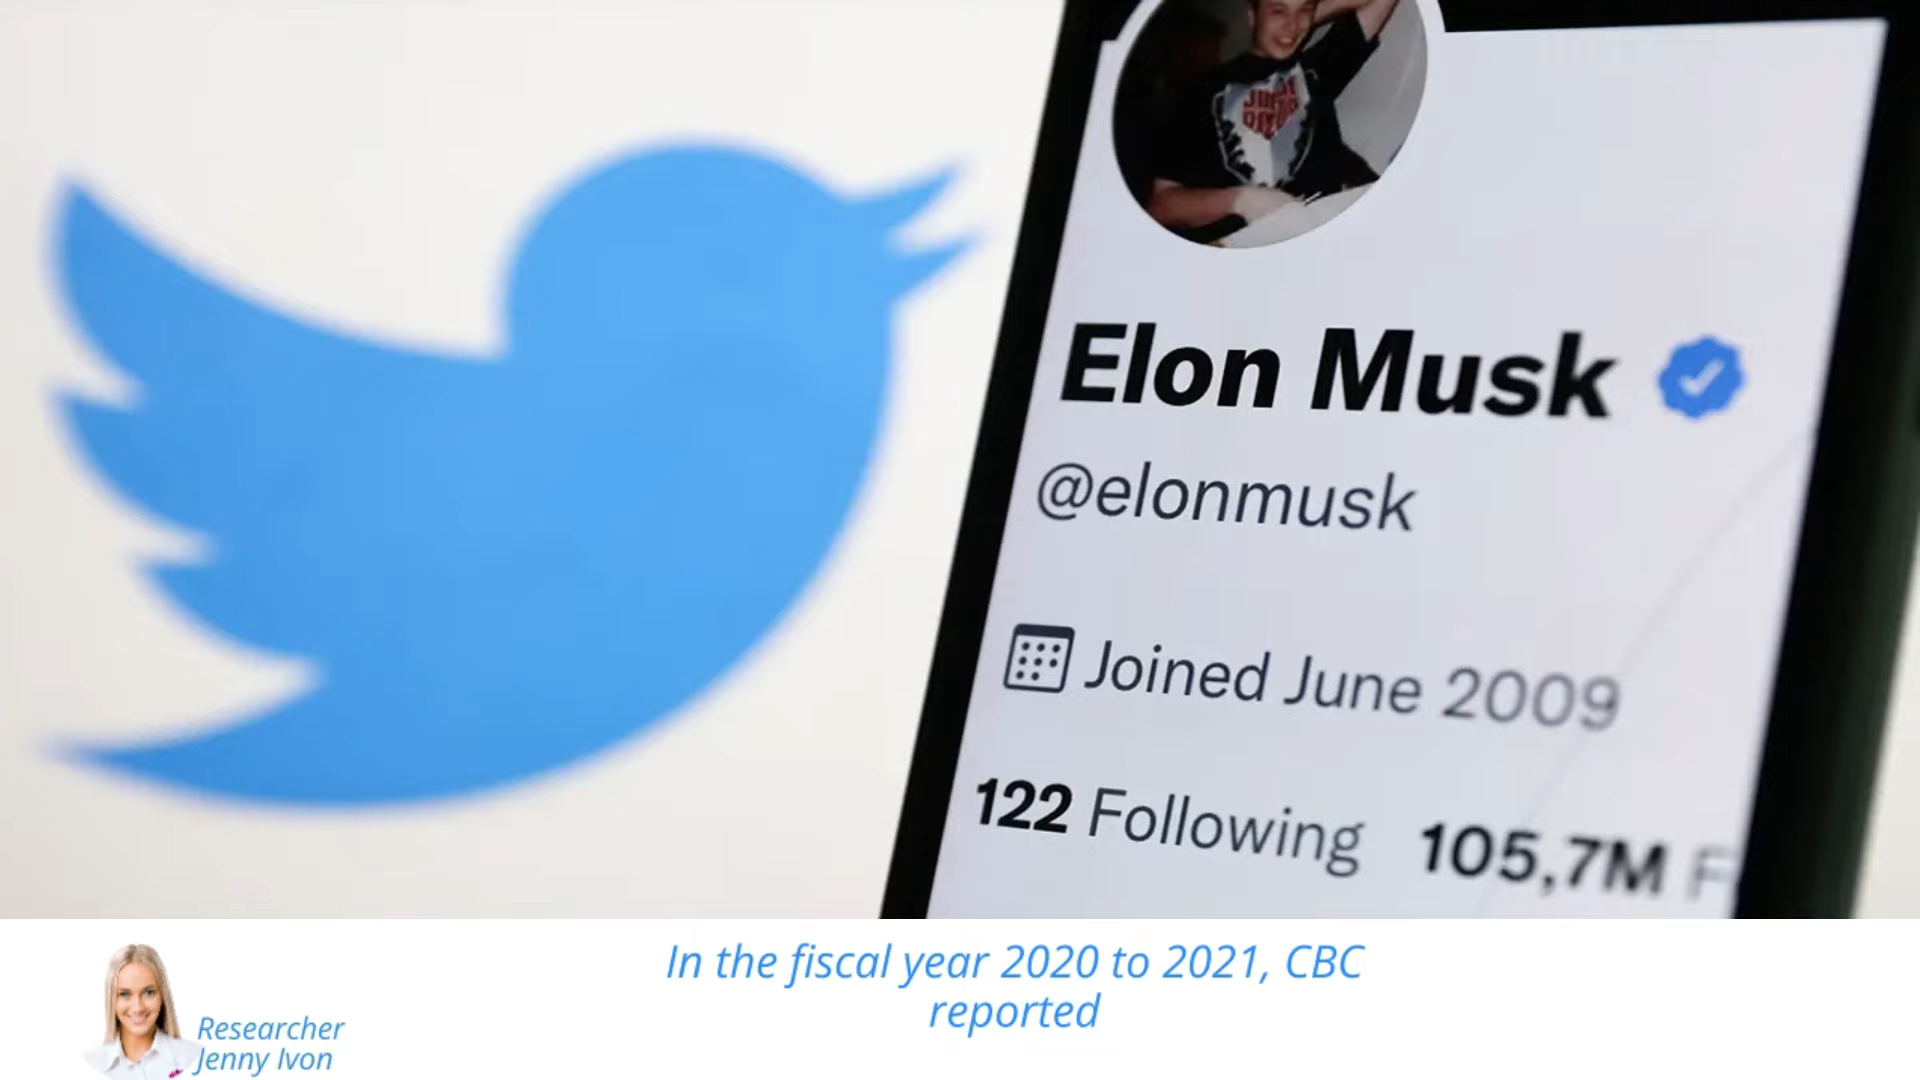 Elon Musk
@elonmusk
Joined June 2009
122 Following 105,7M F
In the fiscal year 2020 to 2021, CBC
reported
Researcher
Jenny Ivon